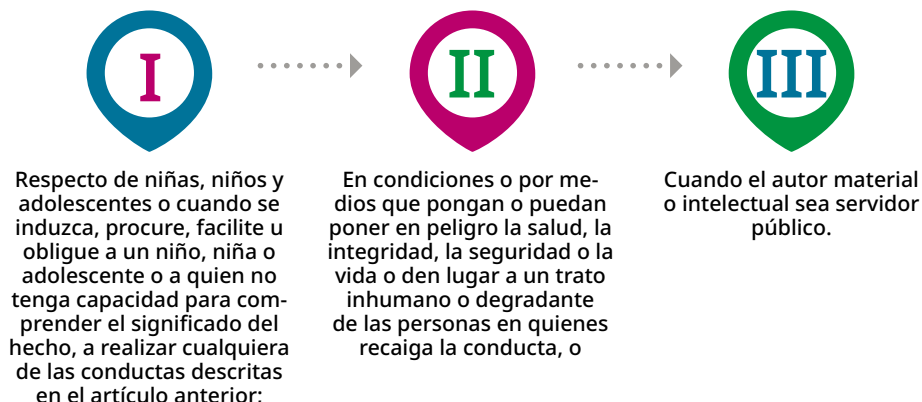 I
Respecto de niñas, niños y
adolescentes o cuando se
induzca, procure, facilite u
obligue a un niño, niña o
adolescente o a quien no
tenga capacidad para com-
prender el significado del
hecho, a realizar cualquiera
de las conductas descritas
en el artículo anterior;
II
En condiciones o por me-
dios que pongan o puedan
poner en peligro la salud, la
integridad, la seguridad o la
vida o den lugar a un trato
inhumano o degradante
de las personas en quienes
recaiga la conducta, o
III
Cuando el autor material
o intelectual sea servidor
público.